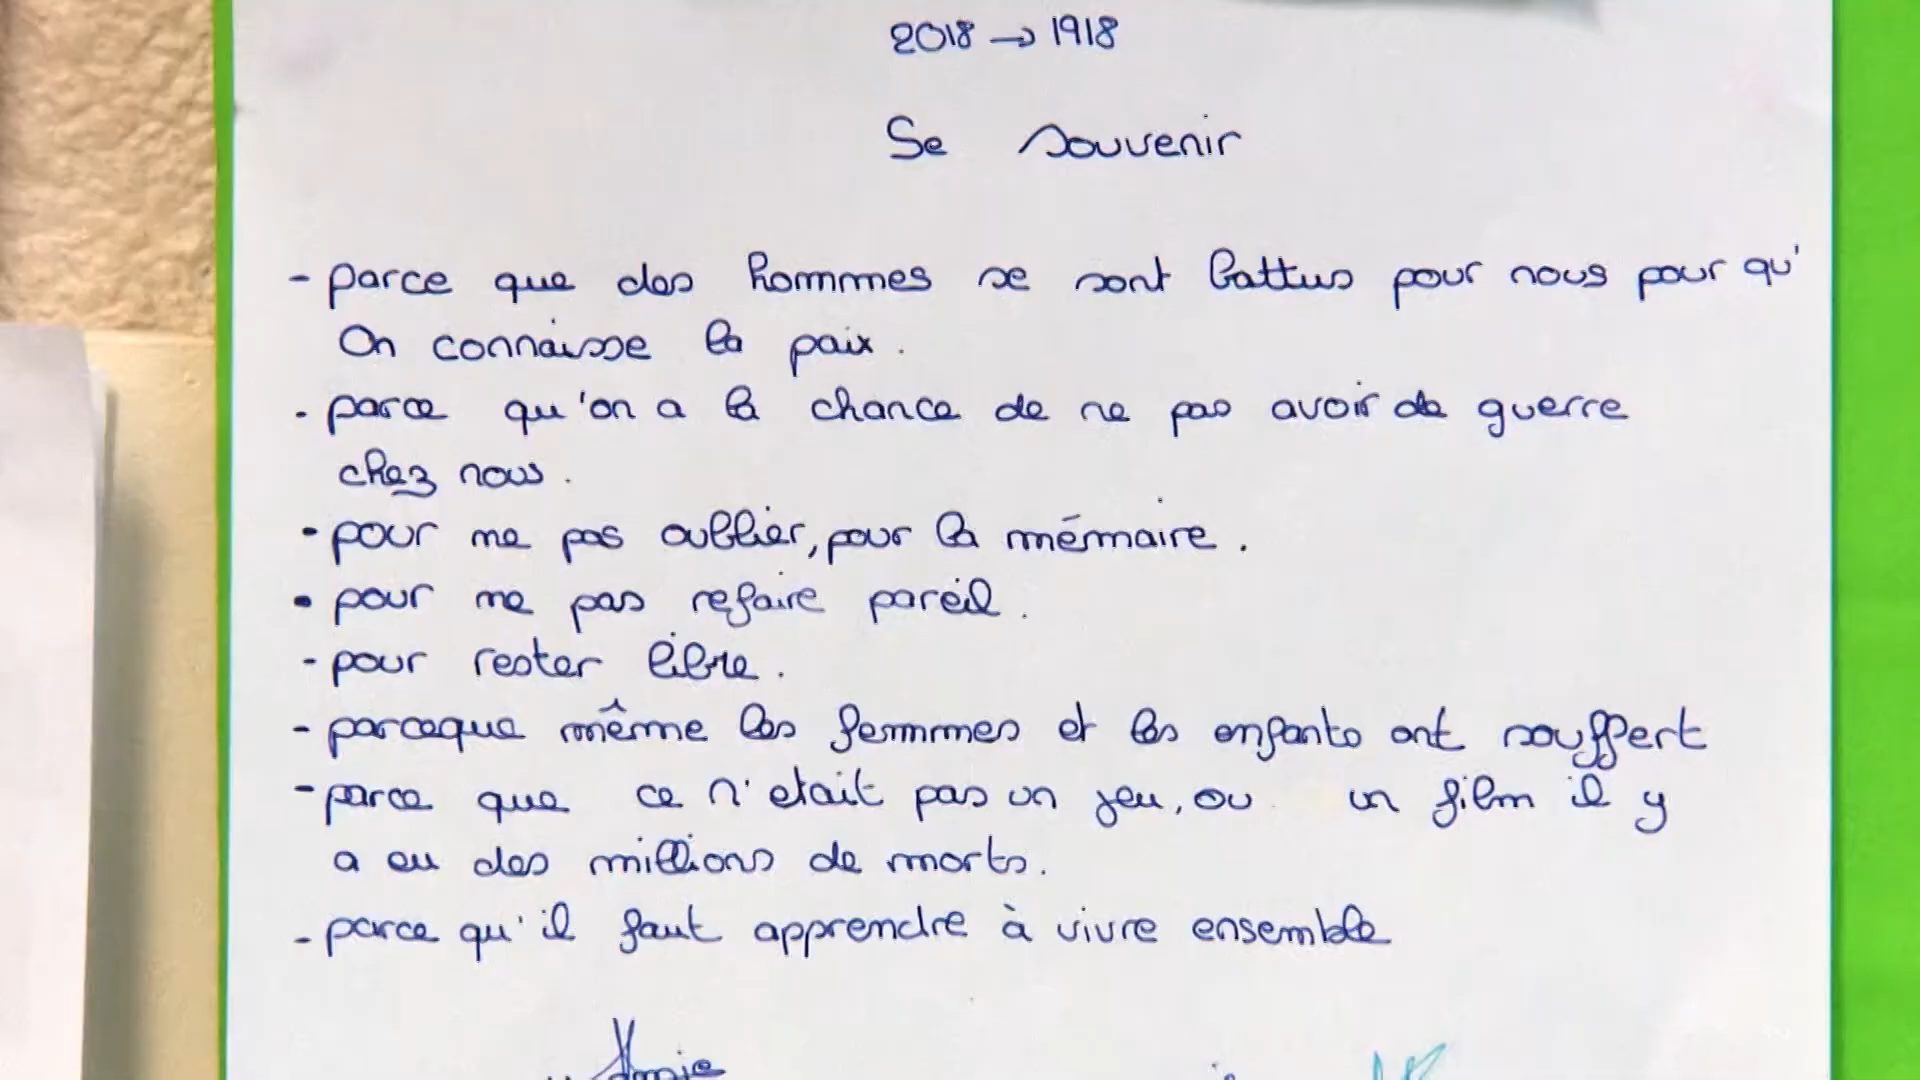 2018 → 1918
Se souvenir
- parce que des hommes se sont battus pour nous pour qu'
On connaisse la paix.
- parce qu'on a la chance de ne pas avoir de guerre
chez nous.
- pour ne pas oublier, pour la mémoire.
- pour ne pas refaire pareil.
- pour rester libre.
- parceque même les femmes et les enfants ont souffert
- parce que ce n'etait pas un jeu, ou un film il y
a eu des millions de morts.
- parce qu'il faut apprendre à vivre ensemble